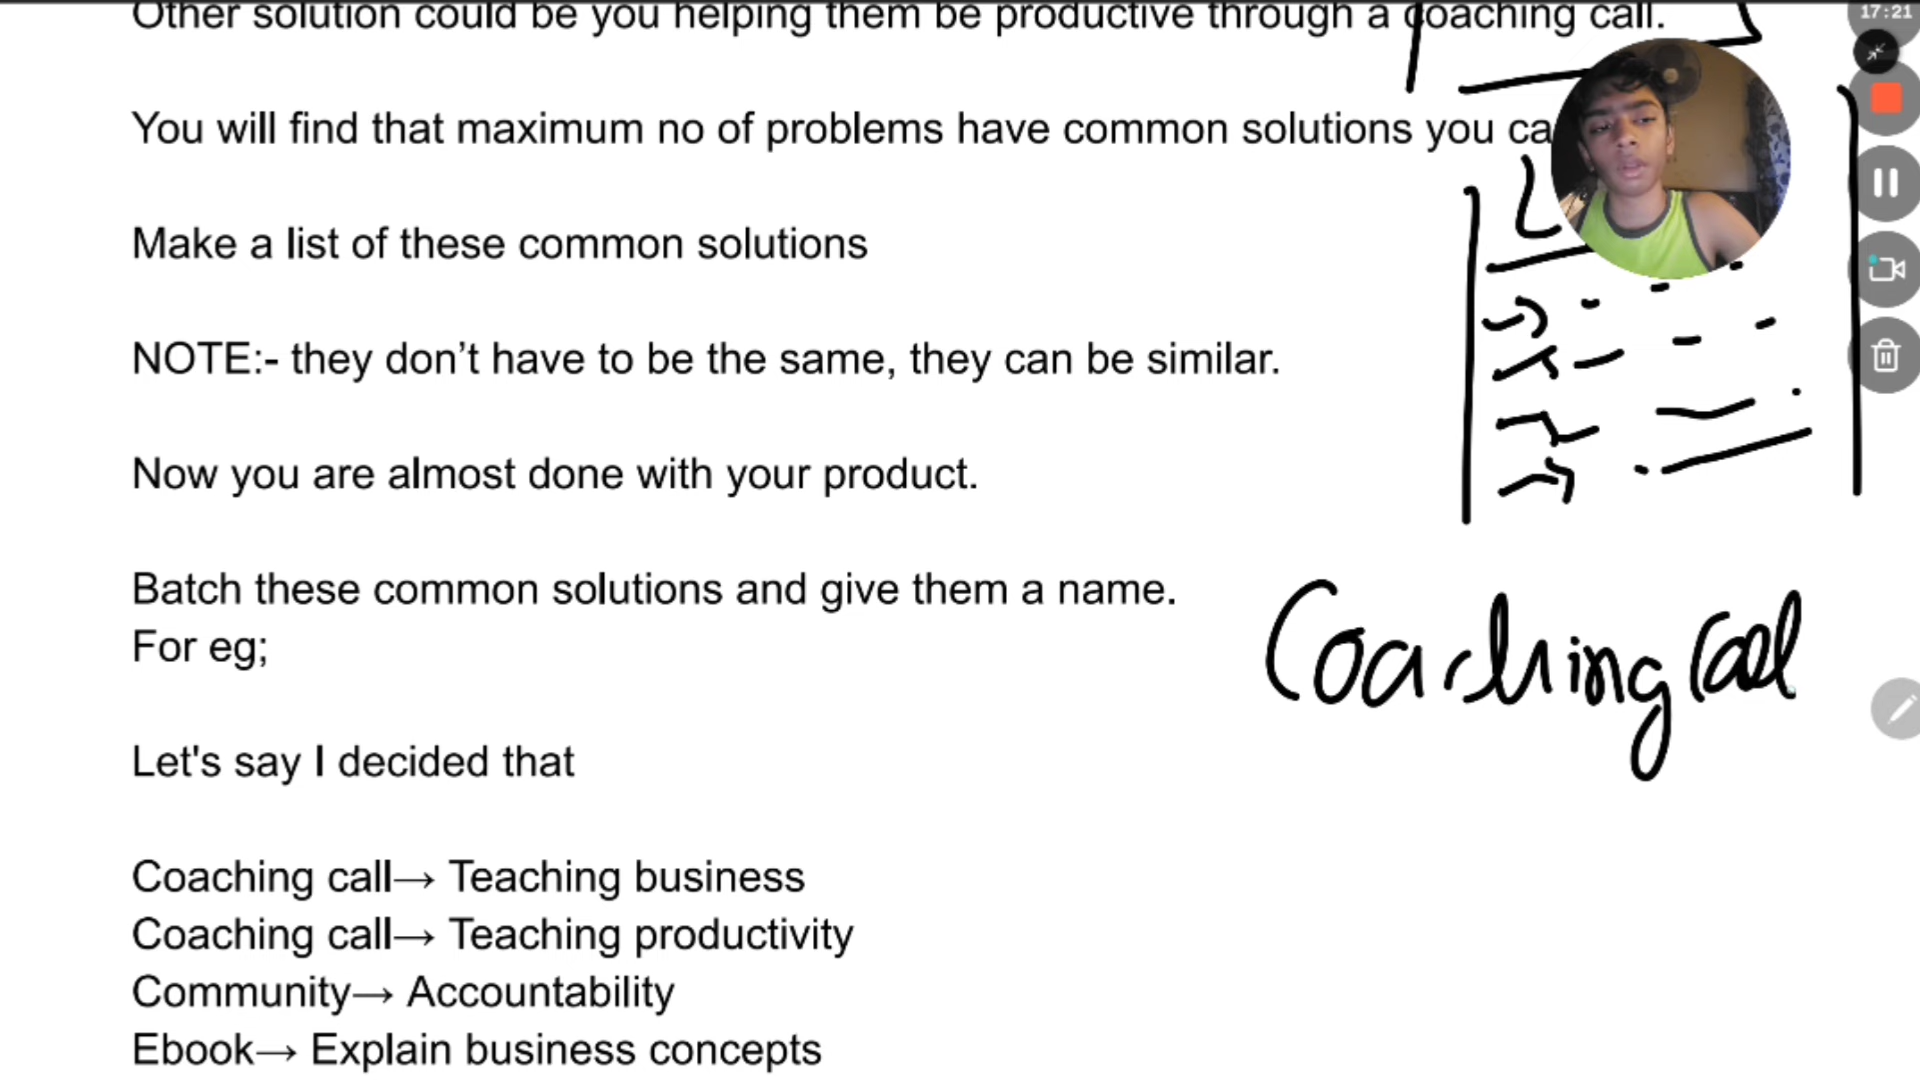 Other solution could be you helping them be productive through a coaching call.
17:21
You will find that maximum no of problems have common solutions you ca
Make a list of these common solutions
NOTE:- they don’t have to be the same, they can be similar.
Now you are almost done with your product.
Batch these common solutions and give them a name.
For eg;
Coaching Call
Let's say I decided that
Coaching call→ Teaching business
Coaching call→ Teaching productivity
Community→ Accountability
Ebook→ Explain business concepts